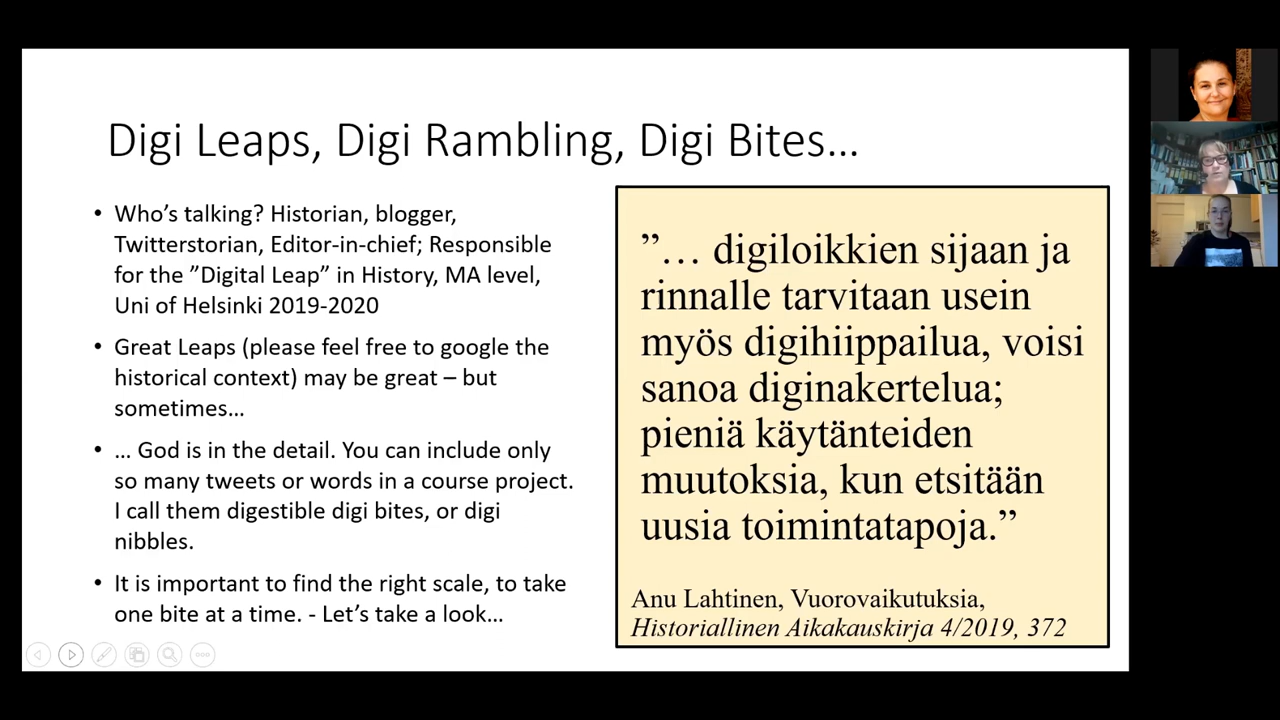 Digi Leaps, Digi Rambling, Digi Bites…
• Who’s talking? Historian, blogger,
Twitterstorian, Editor-in-chief; Responsible
for the ”Digital Leap” in History, MA level,
Uni of Helsinki 2019-2020
• Great Leaps (please feel free to google the
historical context) may be great – but
sometimes…
• … God is in the detail. You can include only
so many tweets or words in a course project.
I call them digestible digi bites, or digi
nibbles.
• It is important to find the right scale, to take
one bite at a time. - Let’s take a look…
”… digiloikkien sijaan ja
rinnalle tarvitaan usein
myös digihiippailua, voisi
sanoa diginakertelua;
pieniä käytänteiden
muutoksia, kun etsitään
uusia toimintatapoja.”
Anu Lahtinen, Vuorovaikutuksia,
Historiallinen Aikakauskirja 4/2019, 372